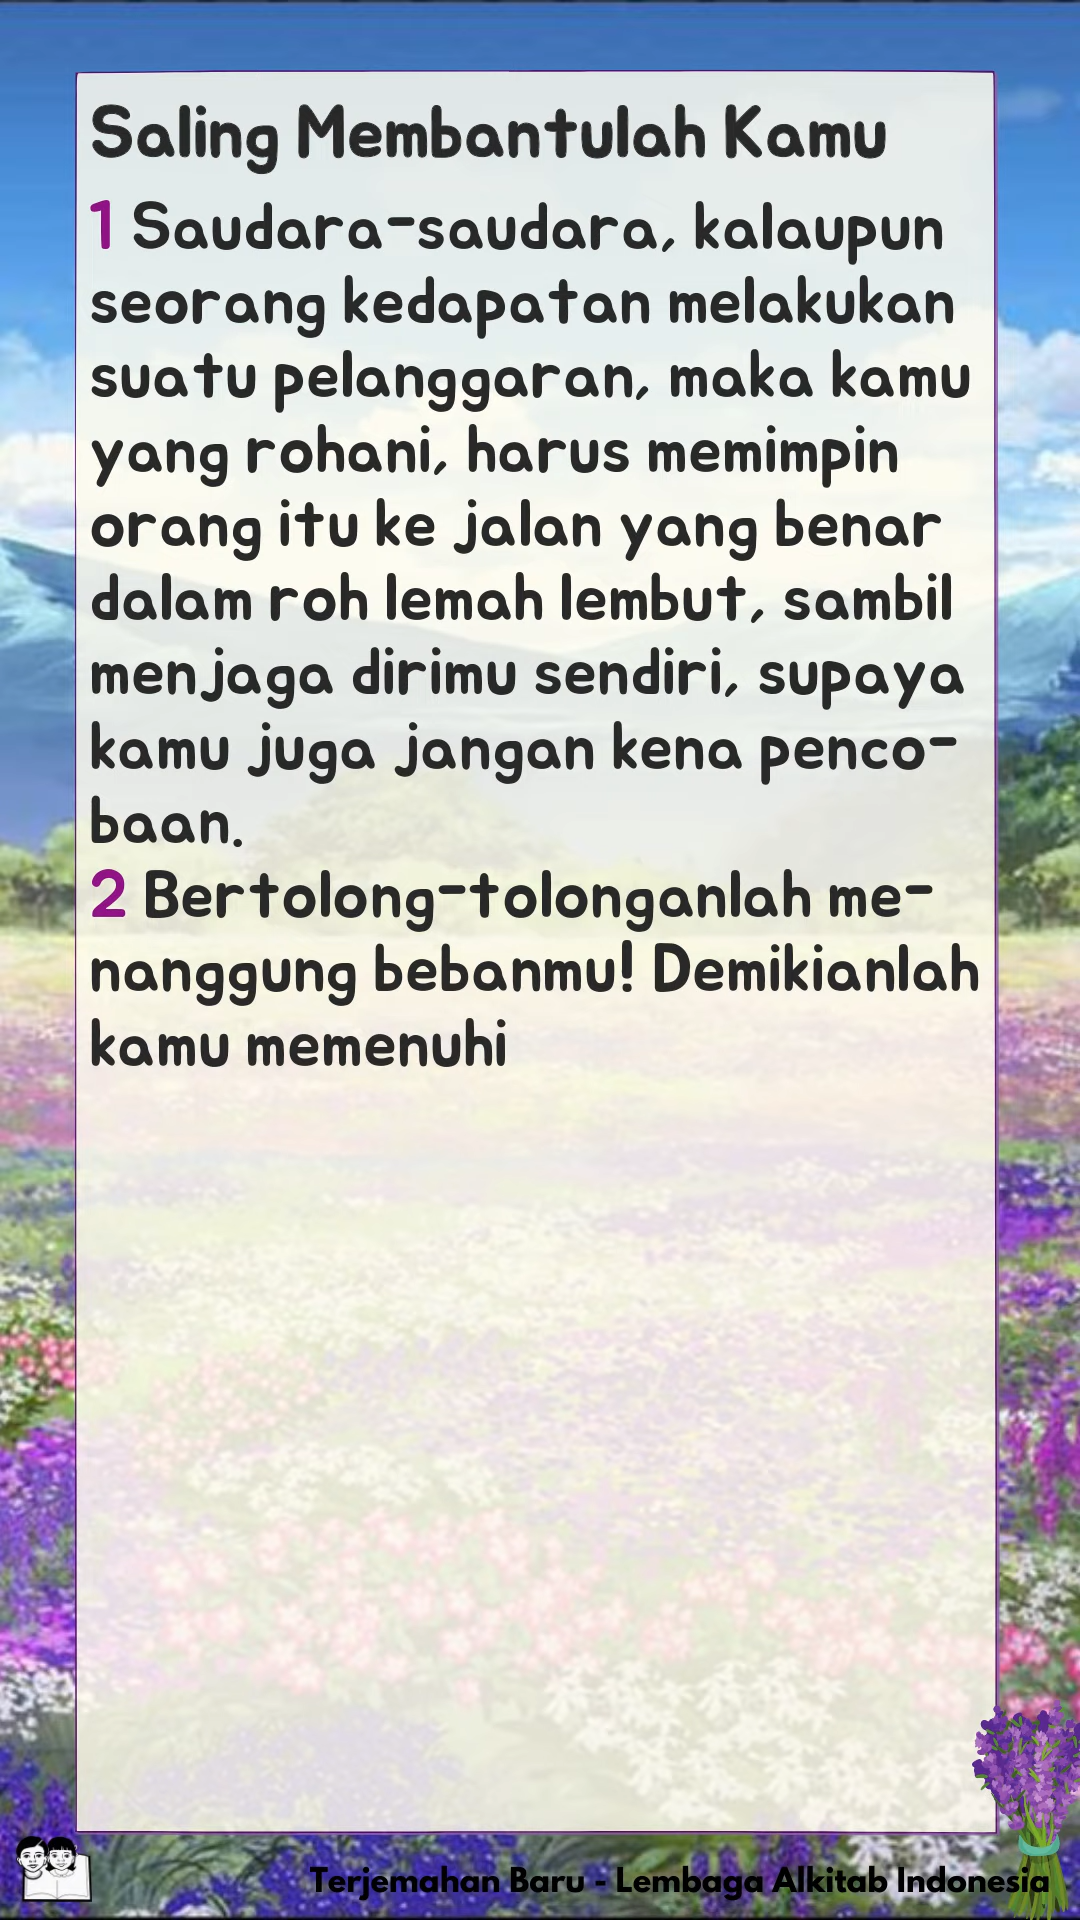 Saling Membantulah Kamu
1 Saudara-saudara, kalaupun
seorang kedapatan melakukan
suatu pelanggaran, maka kamu
yang rohani, harus memimpin
orang itu ke jalan yang benar
dalam roh lemah lembut, sambil
menjaga dirimu sendiri, supaya
kamu juga jangan kena penco-
baan.
2 Bertolong-tolonganlah me-
nanggung bebanmu! Demikianlah
kamu memenuhi
Terjemahan Baru - Lembaga Alkitab Indonesia